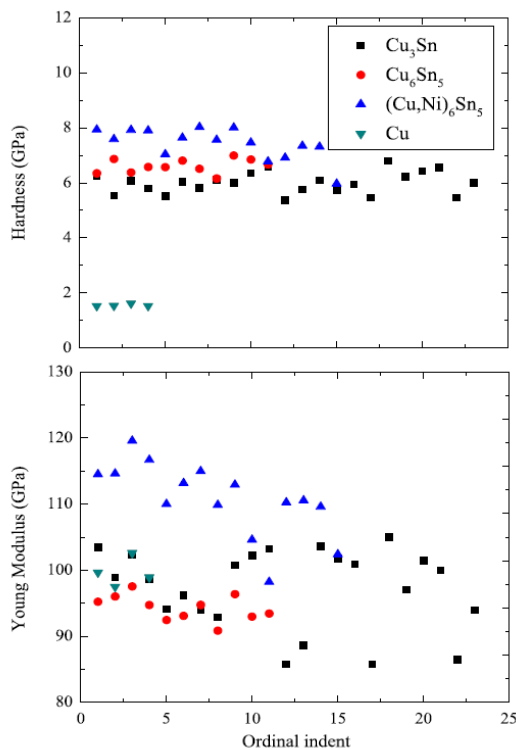 12
10
8
6
4
2
0
Hardness (GPa)
Cu₃Sn
Cu₆Sn₅
(Cu,Ni)₆Sn₅
Cu
130
120
110
100
90
80
Young Modulus (GPa)
0 5 10 15 20 25
Ordinal indent